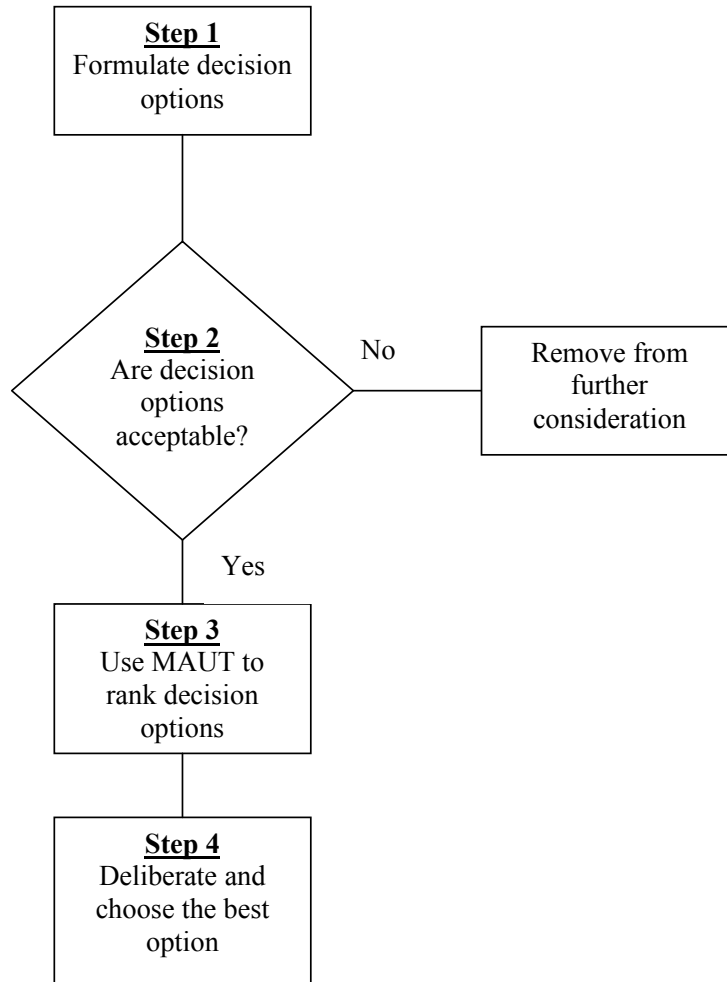 Step 1
Formulate decision
options
Step 2
Are decision
options
acceptable?
No
Remove from
further
consideration
Yes
Step 3
Use MAUT to
rank decision
options
Step 4
Deliberate and
choose the best
option